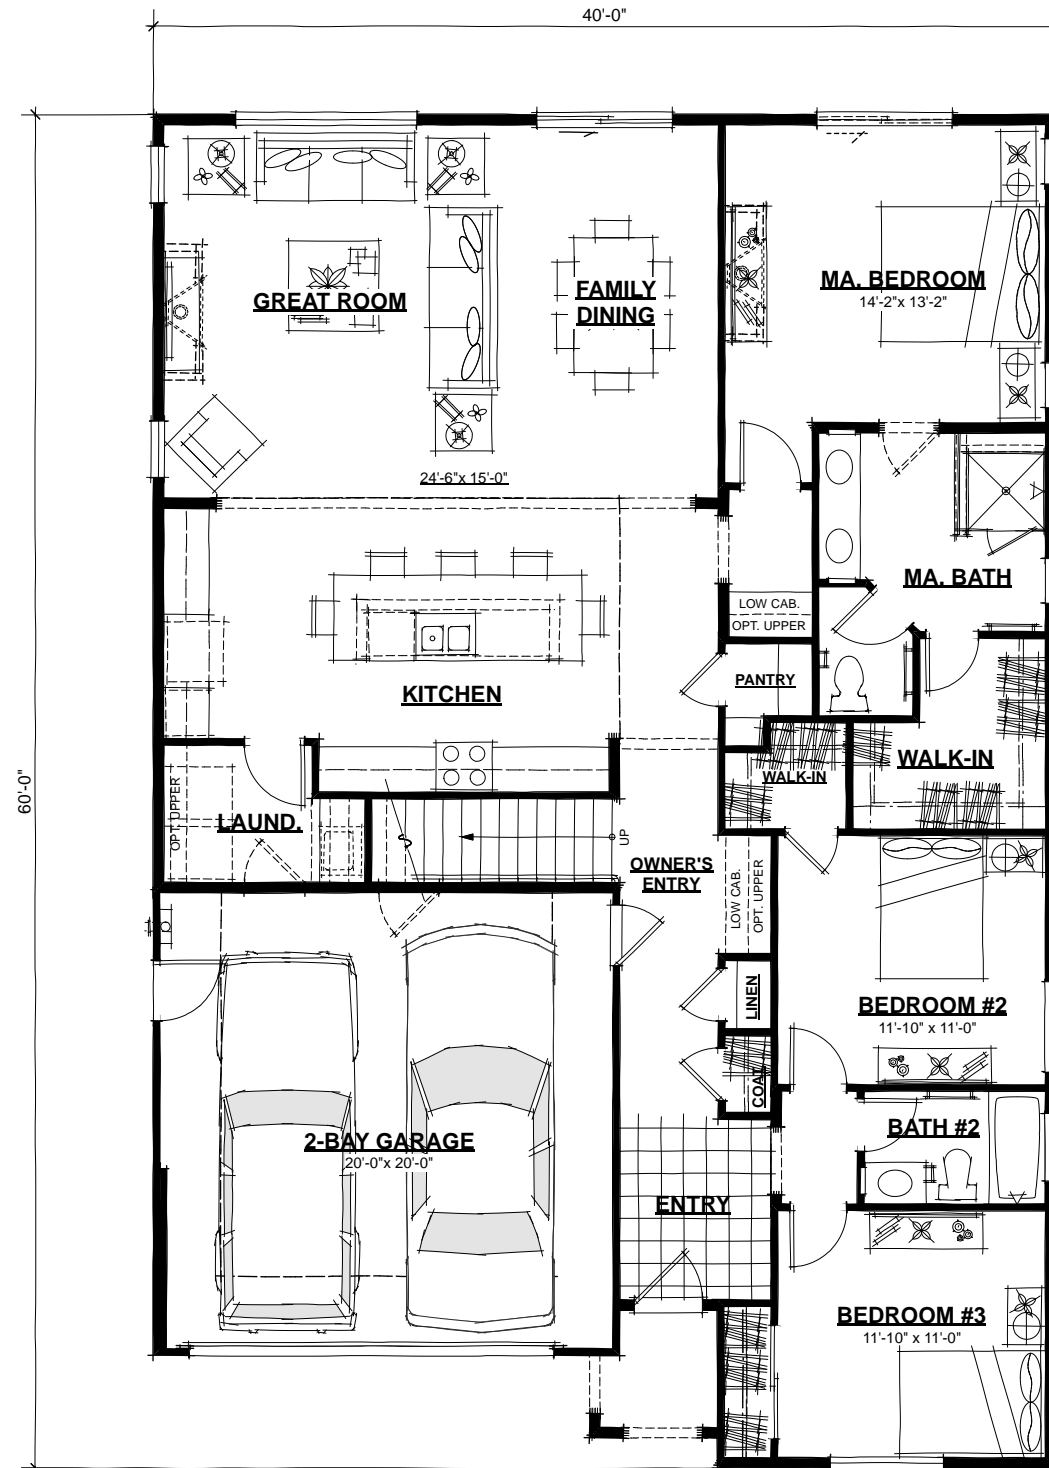 40'-0"
60'-0"
GREAT ROOM
FAMILY
DINING
24'-6"x 15'-0"
MA. BEDROOM
14'-2"x 13'-2"
MA. BATH
LOW CAB.
OPT. UPPER
PANTRY
KITCHEN
WALK-IN
WALK-IN
OPT. UPPER
LAUND.
UP
OWNER'S
ENTRY
LOW CAB.
OPT. UPPER
LINEN
COAT
BEDROOM #2
11'-10" x 11'-0"
2-BAY GARAGE
20'-0"x 20'-0"
BATH #2
ENTRY
BEDROOM #3
11'-10" x 11'-0"